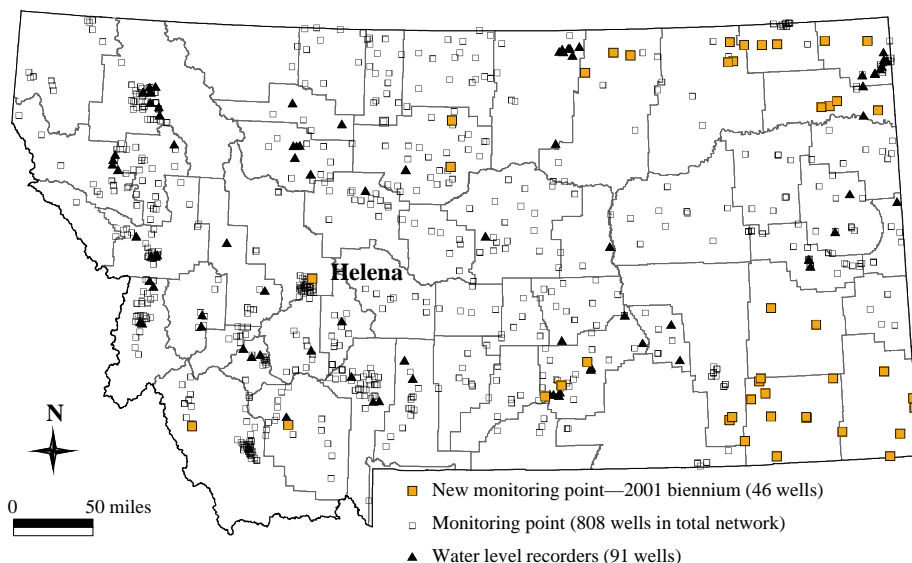 Helena
N
0 50 miles
New monitoring point—2001 biennium (46 wells)
Monitoring point (808 wells in total network)
Water level recorders (91 wells)